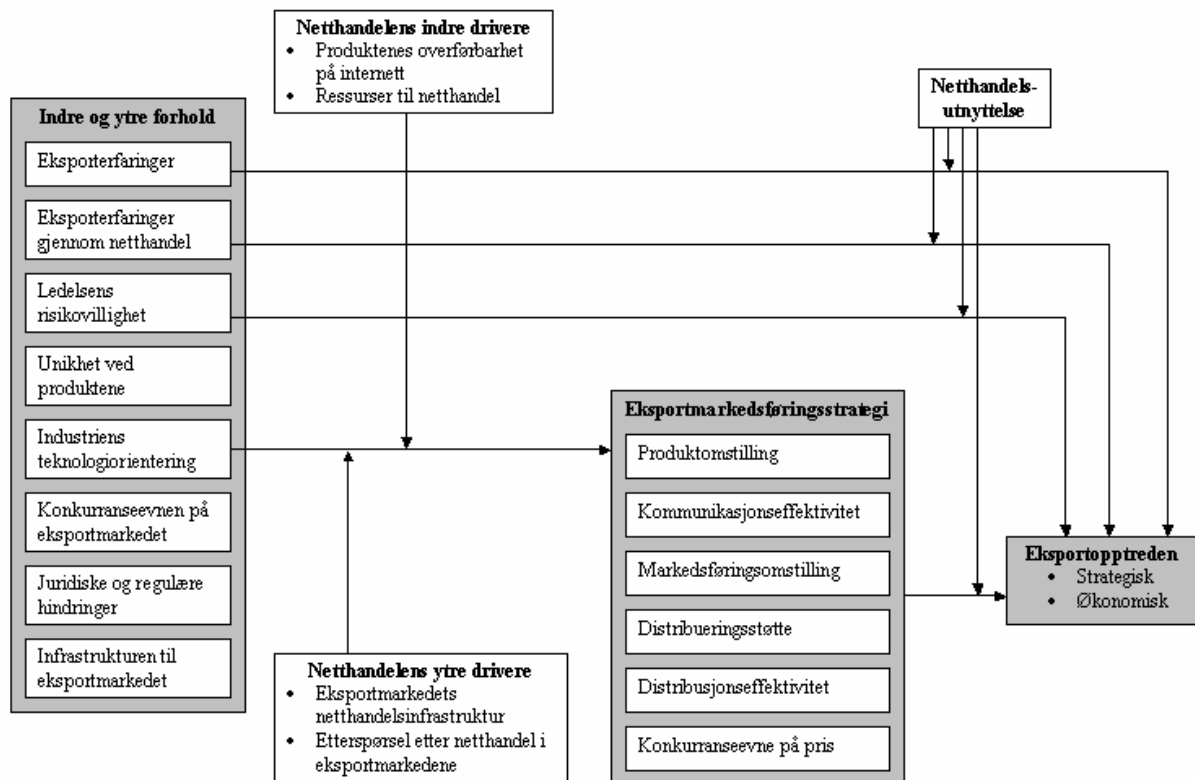 Netthandelens indre drivere
• Produktenes overførbarhet
på internett
• Ressurser til netthandel
Netthandels-
utnyttelse
Indre og ytre forhold
Eksporterfaringer
Eksporterfaringer
gjennom netthandel
Ledelsens
risikovillighet
Unikhet ved
produktene
Industriens
teknologiorientering
Konkurranseevnen på
eksportmarkedet
Juridiske og regulære
hindringer
Infrastrukturen til
eksportmarkedet
Netthandelens ytre drivere
• Eksportmarkedets
netthandelsinfrastruktur
• Etterspørsel etter netthandel i
eksportmarkedene
Eksportmarkedsføringsstrategi
Produktomstilling
Kommunikasjonseffektivitet
Markedsføringsomstilling
Distribueringsstøtte
Distribusjonseffektivitet
Konkurranseevne på pris
Eksportopptreden
• Strategisk
• Økonomisk